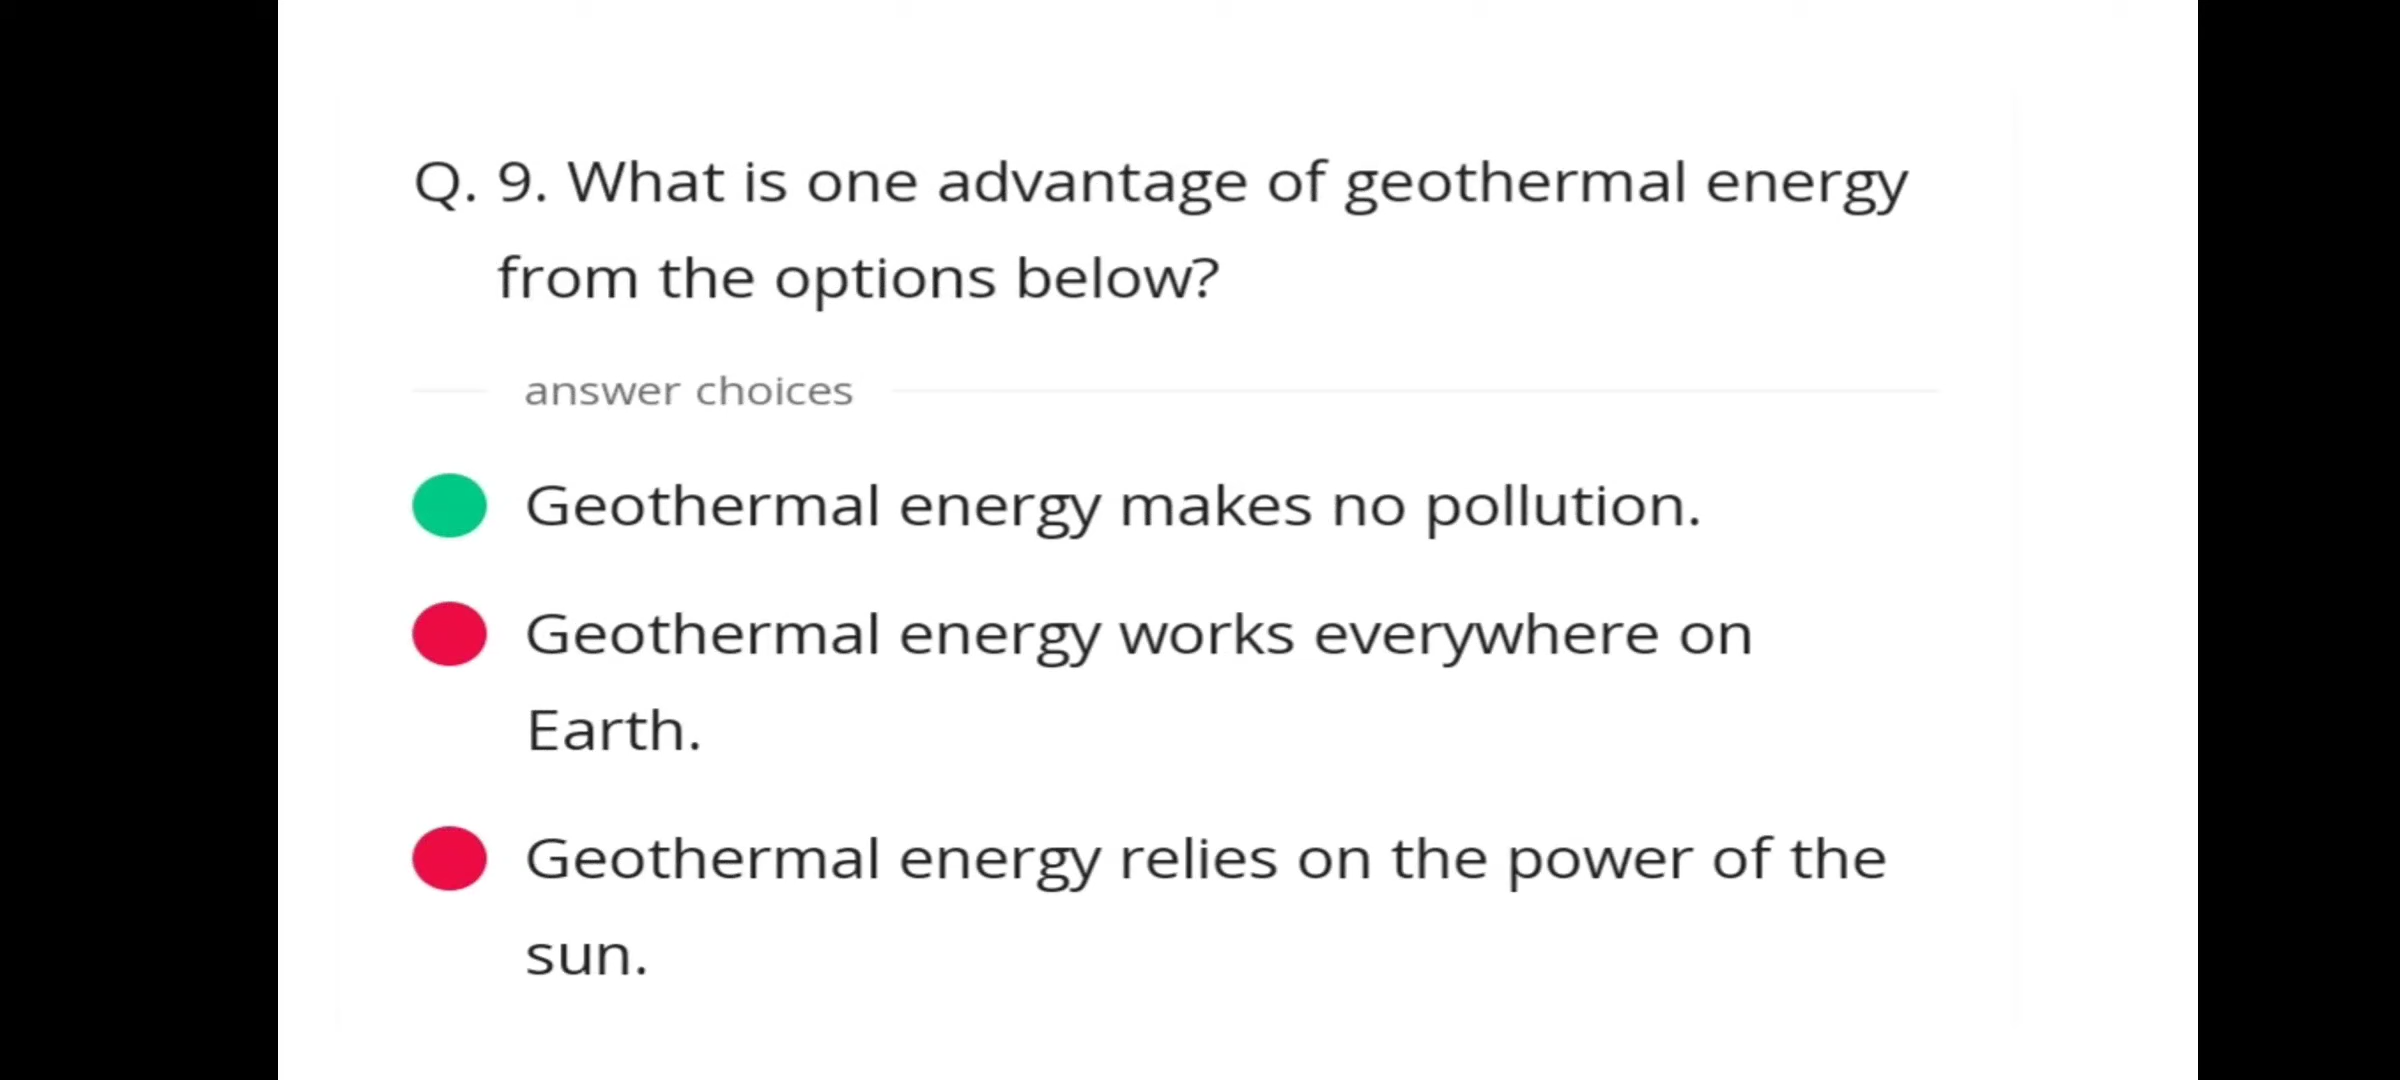 Q. 9. What is one advantage of geothermal energy
from the options below?
answer choices
Geothermal energy makes no pollution.
Geothermal energy works everywhere on
Earth.
Geothermal energy relies on the power of the
sun.